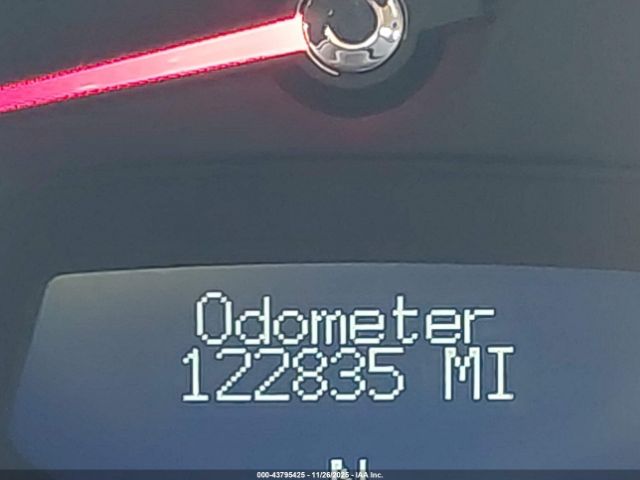 Odometer
122835 MI
N
000-43795425 - 11/26/2025 - IAA Inc.